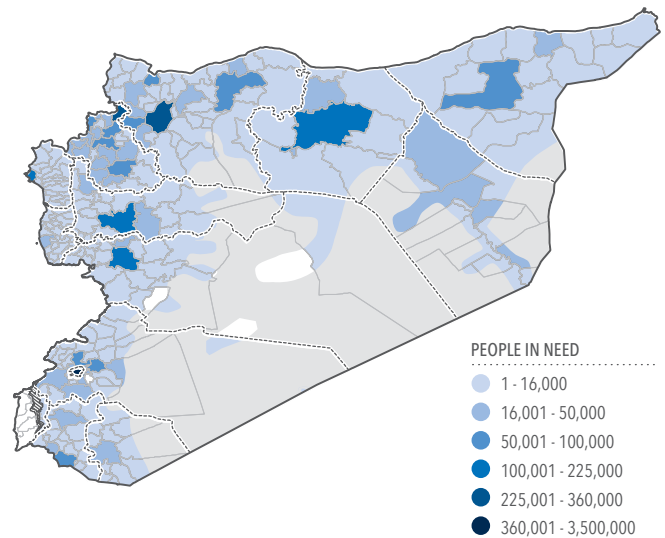 PEOPLE IN NEED
1 - 16,000
16,001 - 50,000
50,001 - 100,000
100,001 - 225,000
225,001 - 360,000
360,001 - 3,500,000